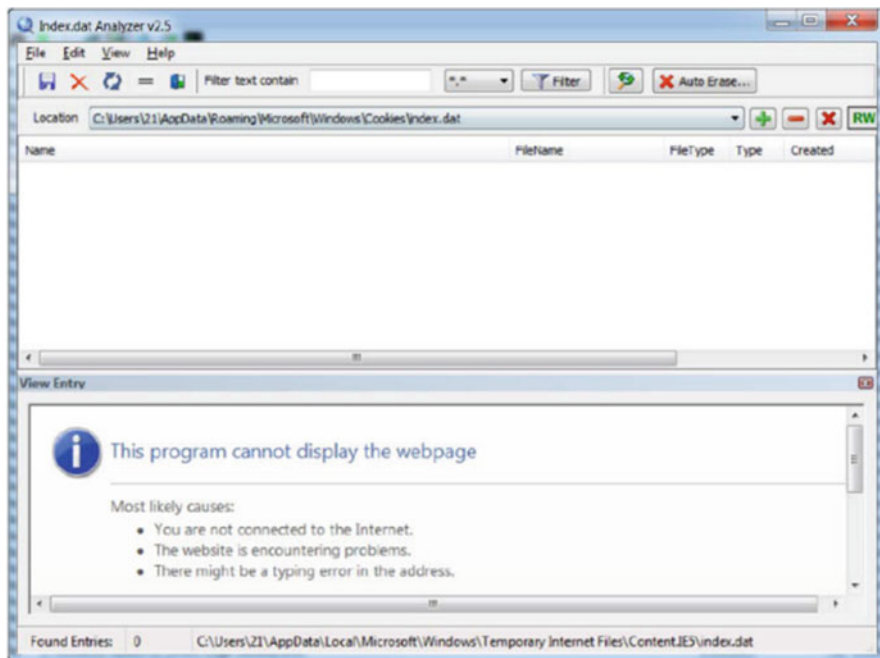 Index.dat Analyzer v2.5
File Edit View Help
Filter text contain *.* Filter Auto Erase...
Location C:\Users\21\AppData\Roaming\Microsoft\Windows\Cookies\index.dat RW
Name FileName FileType Type Created
View Entry
This program cannot display the webpage
Most likely causes:
• You are not connected to the Internet.
• The website is encountering problems.
• There might be a typing error in the address.
Found Entries: 0 C:\Users\21\AppData\Local\Microsoft\Windows\Temporary Internet Files\Content.IE5\index.dat